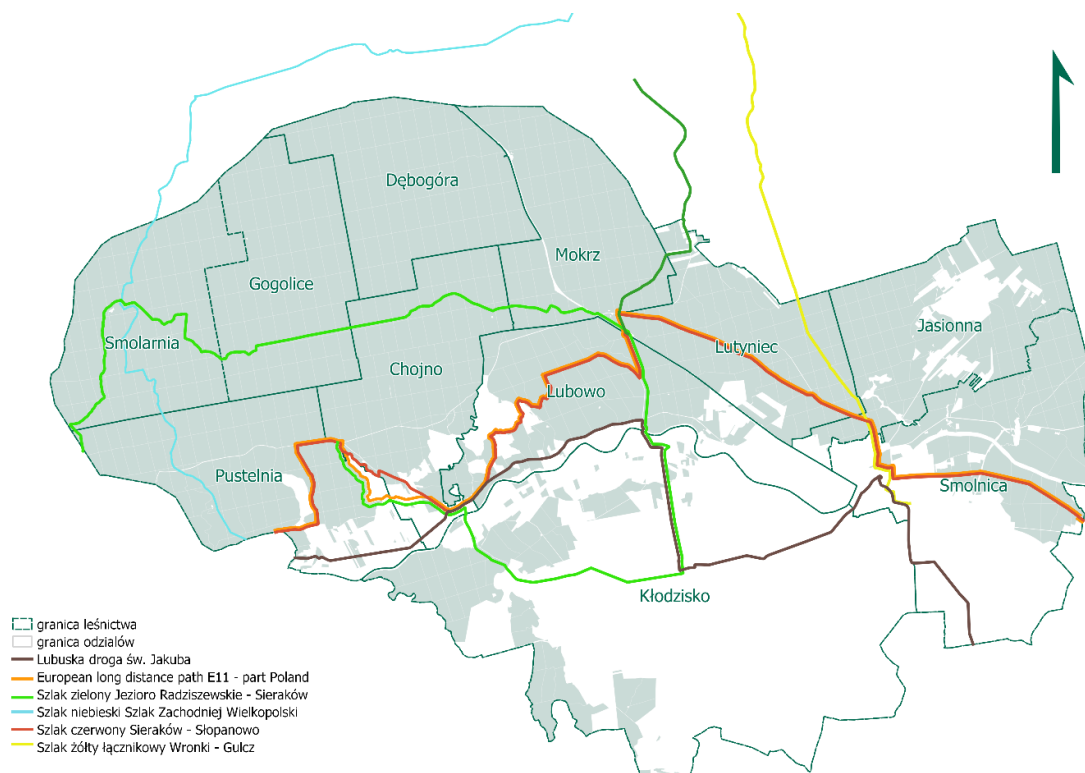 Dębogóra
Mokrz
Gogolice
Jasionna
Smolarnia
Lutyniec
Chojno
Lubowo
Pustelnia
Smolnica
Kłodzisko
granica leśnictwa
granica odziałów
Lubuska droga św. Jakuba
European long distance path E11 - part Poland
Szlak zielony Jezioro Radziszewskie - Sieraków
Szlak niebieski Szlak Zachodniej Wielkopolski
Szlak czerwony Sieraków - Słopanowo
Szlak żółty łącznikowy Wronki - Gulcz